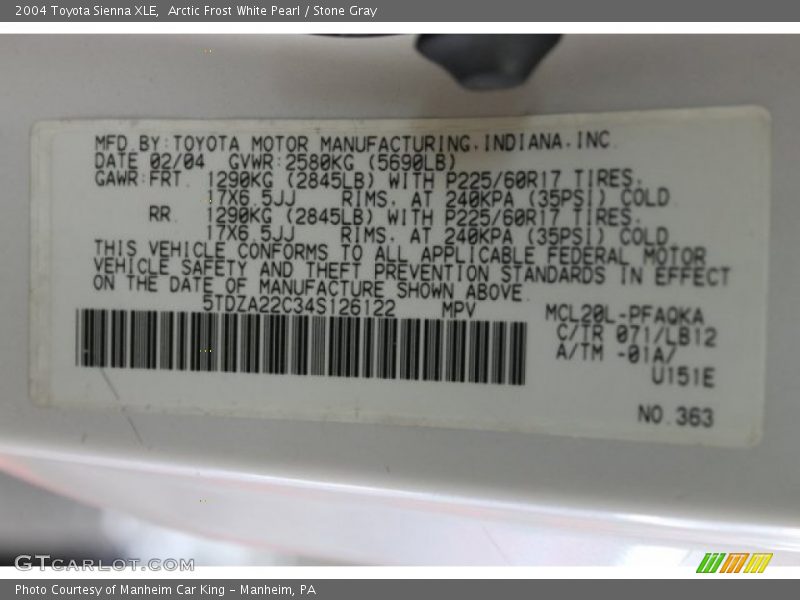 2004 Toyota Sienna XLE,  Arctic Frost White Pearl / Stone Gray
MFD.BY:TOYOTA MOTOR MANUFACTURING,INDIANA,INC.
DATE 02/04  GVWR:2580KG (5690LB)
GAWR:FRT. 1290KG (2845LB) WITH P225/60R17 TIRES,
17X6.5JJ    RIMS, AT 240KPA (35PSI) COLD
RR. 1290KG (2845LB) WITH P225/60R17 TIRES,
17X6.5JJ    RIMS, AT 240KPA (35PSI) COLD
THIS VEHICLE CONFORMS TO ALL APPLICABLE FEDERAL MOTOR
VEHICLE SAFETY AND THEFT PREVENTION STANDARDS IN EFFECT
ON THE DATE OF MANUFACTURE SHOWN ABOVE.
5TDZA22C34S126122    MPV
MCL20L-PFAQKA
C/TR 071/LB12
A/TM -01A/
U151E
NO.363
GTcarlot.com
Photo Courtesy of Manheim Car King - Manheim, PA